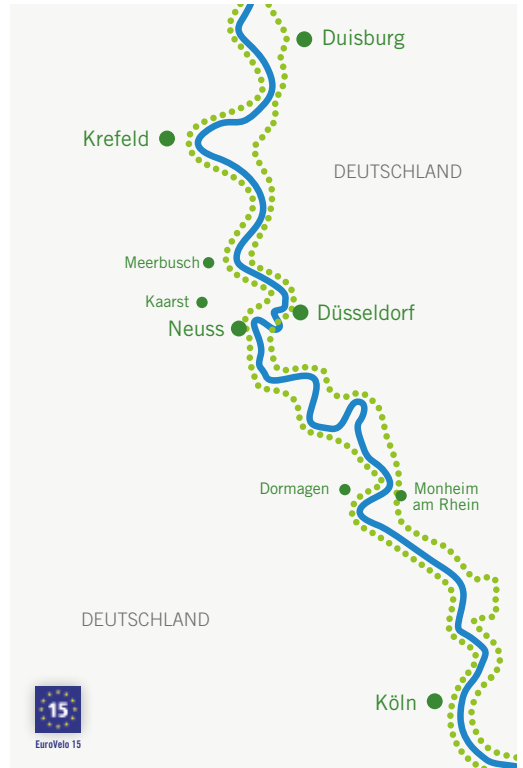 Duisburg
Krefeld
DEUTSCHLAND
Meerbusch
Kaarst
Düsseldorf
Neuss
Dormagen
Monheim
am Rhein
DEUTSCHLAND
Köln
15
EuroVelo 15